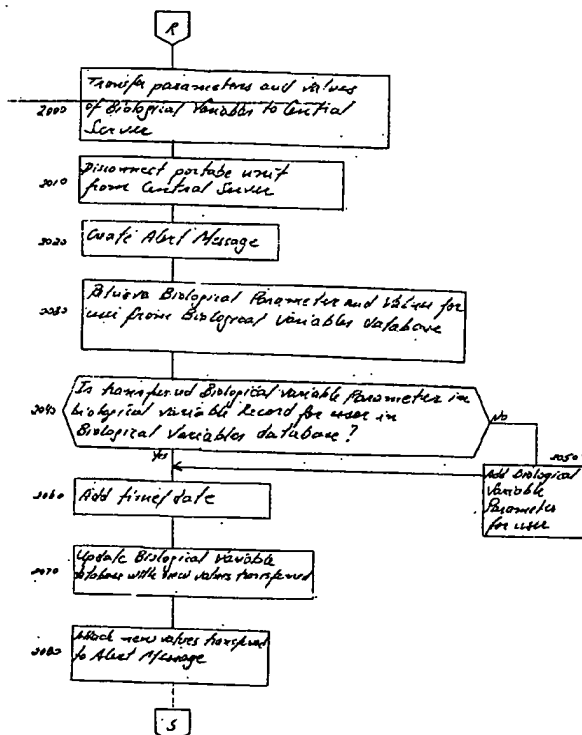 R
Transfer parameters and values
of Biological Variables to Central
Server
2000
Disconnect portabe unit
from Central Server
3010
Create Alert Message
3020
Retrieve Biological Parameter and Values for
user from Biological Variables database
3030
Is transferred Biological variable Parameter in
biological variable Record for user in
Biological Variables database?
3040
No
Yes
3050
Add Biological
Variable
Parameter
for user
Add time/date
3060
Update Biological Variable
database with new values transferred
3070
Attach new values transferred
to Alert Message
3080
S